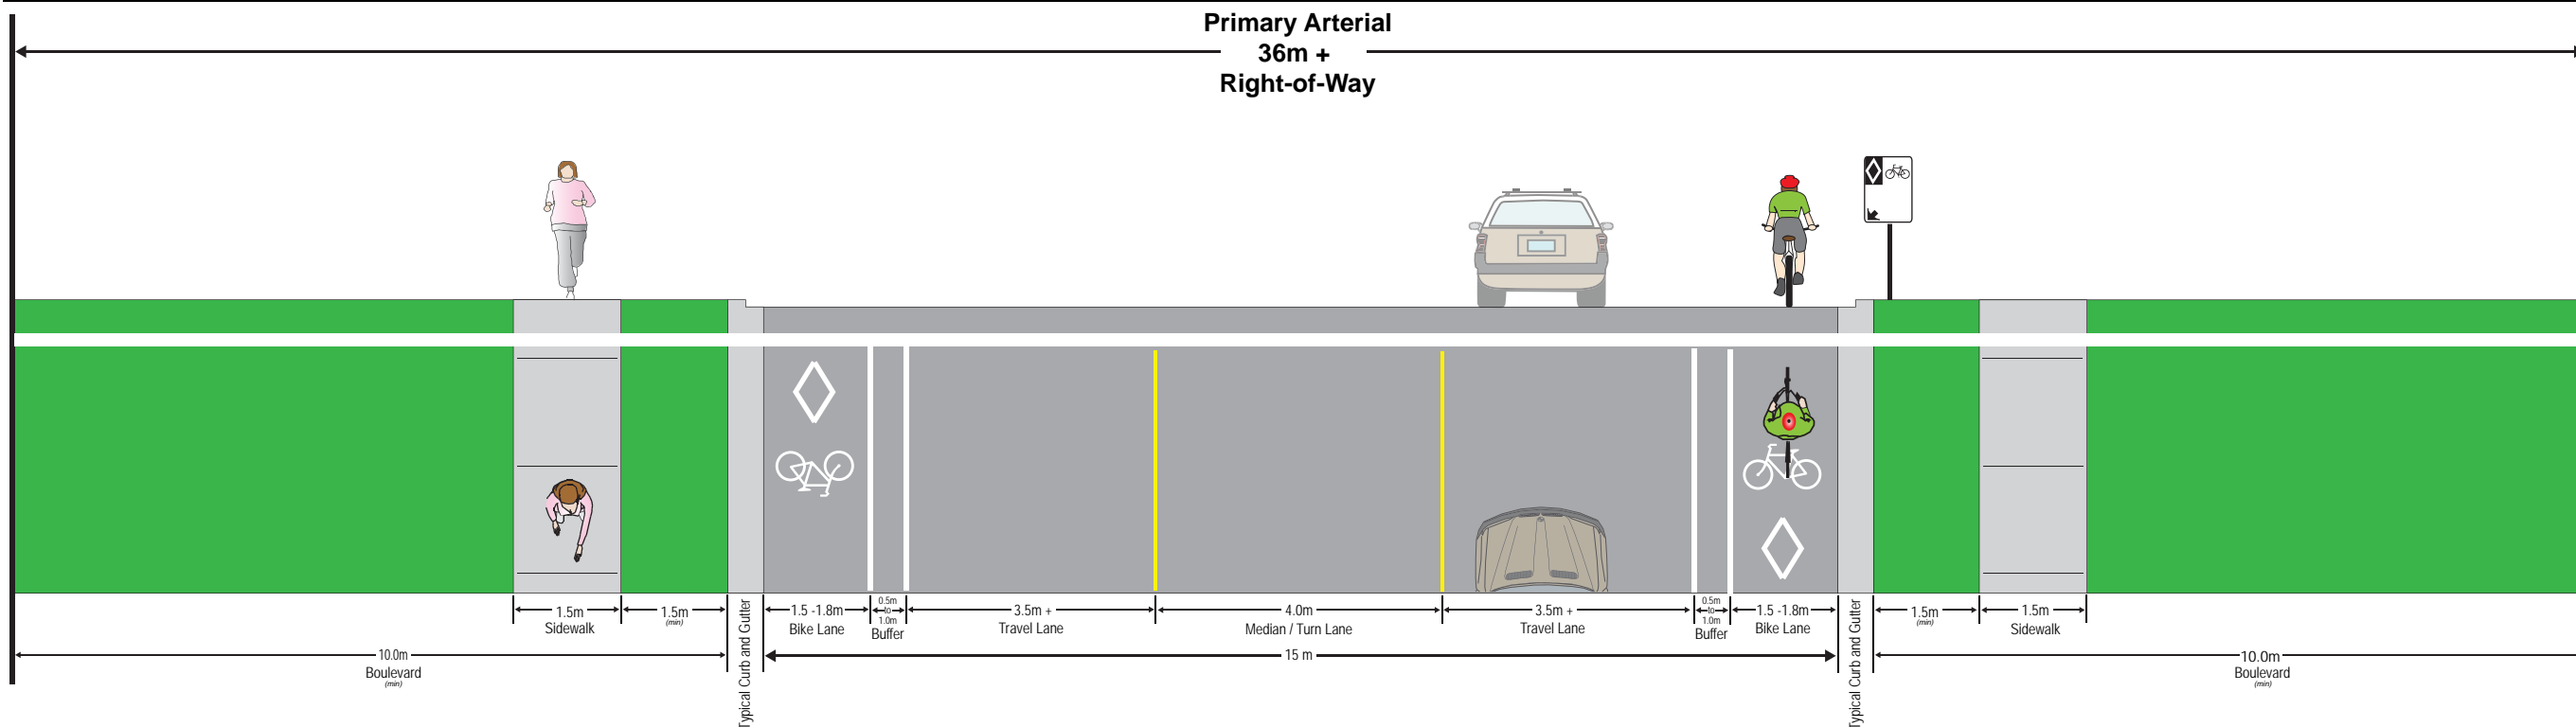 Primary Arterial
36m +
Right-of-Way
1.5m
Sidewalk
1.5m
(min)
Typical Curb and Gutter
1.5 -1.8m
Bike Lane
0.5m
to
1.0m
Buffer
3.5m +
Travel Lane
4.0m
Median / Turn Lane
3.5m +
Travel Lane
0.5m
to
1.0m
Buffer
1.5 -1.8m
Bike Lane
Typical Curb and Gutter
1.5m
(min)
1.5m
Sidewalk
10.0m
Boulevard
(min)
15 m
10.0m
Boulevard
(min)